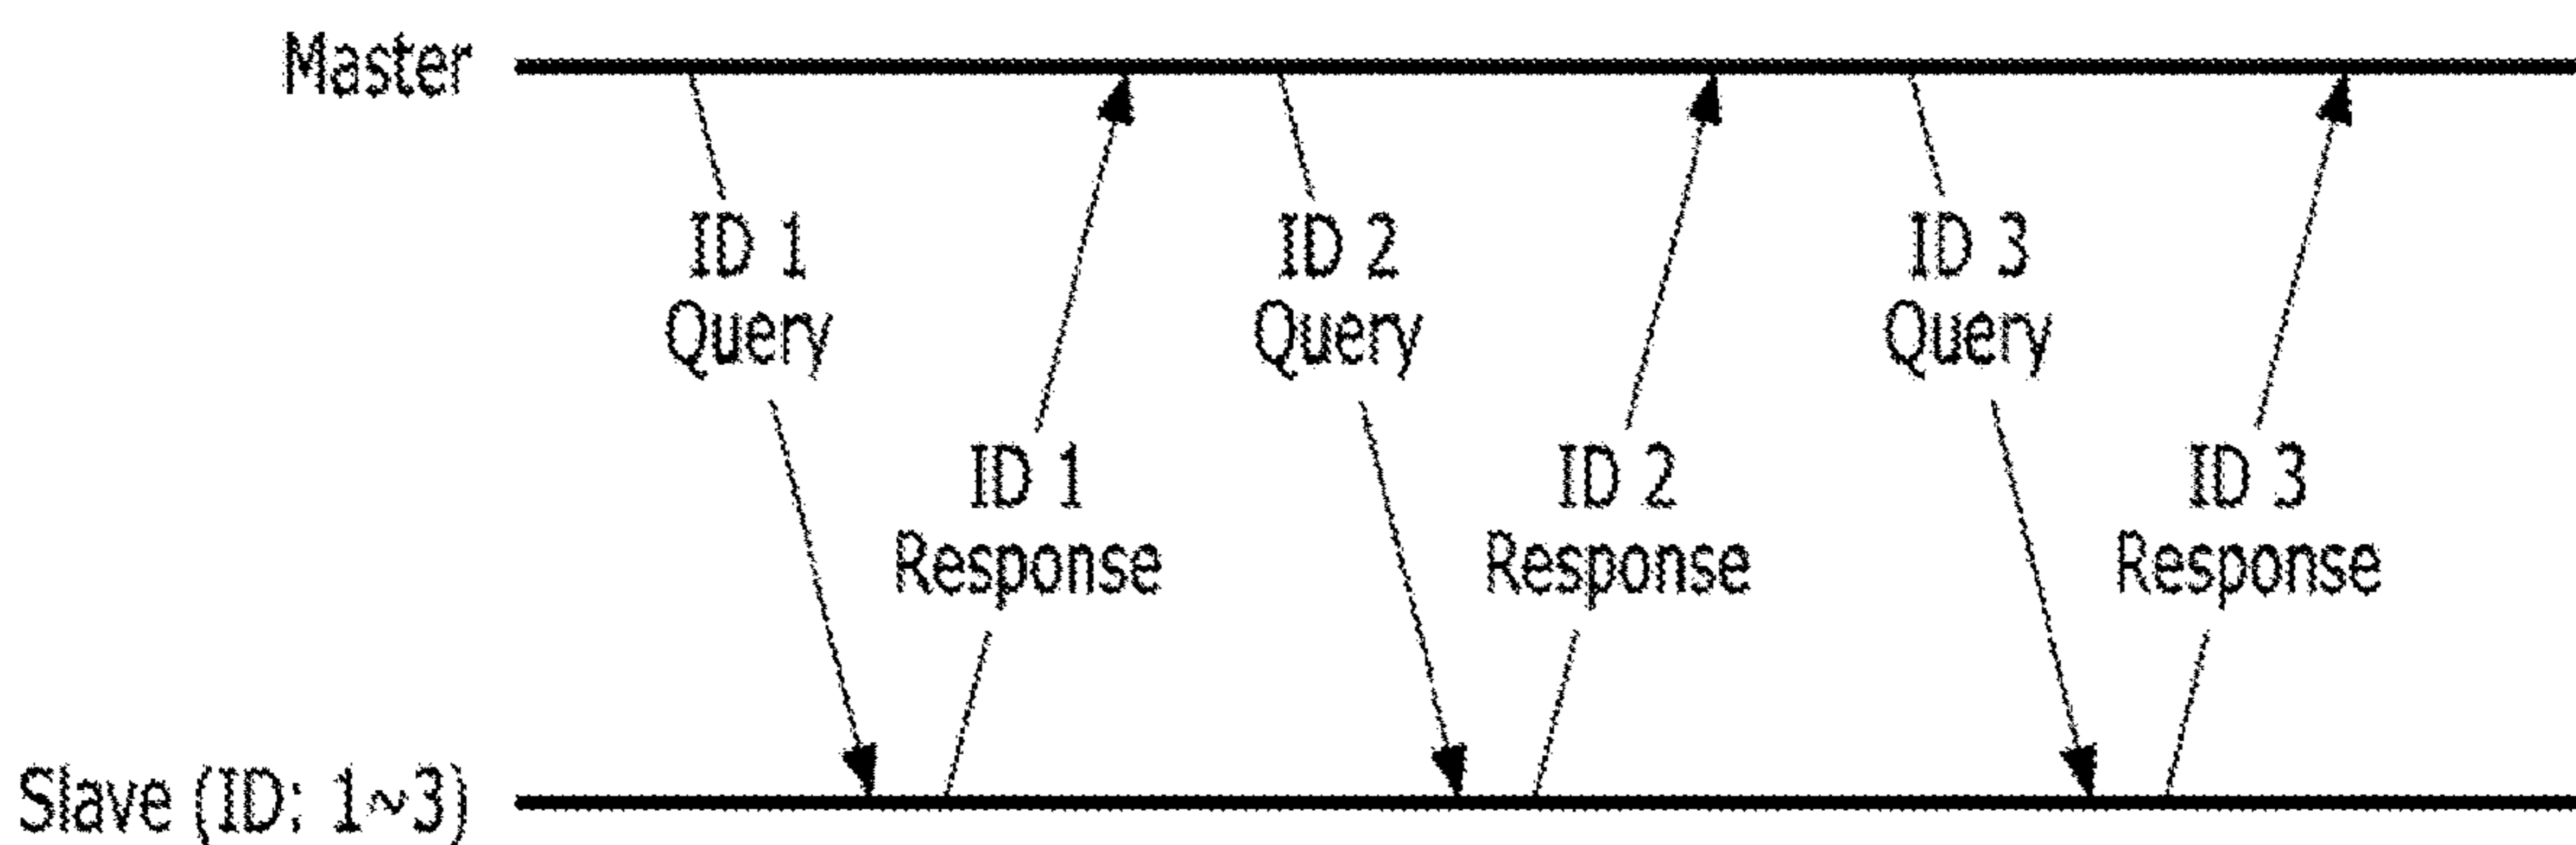 Master
ID 1
Query
ID 1
Response
ID 2
Query
ID 2
Response
ID 3
Query
ID 3
Response
Slave (ID: 1~3)